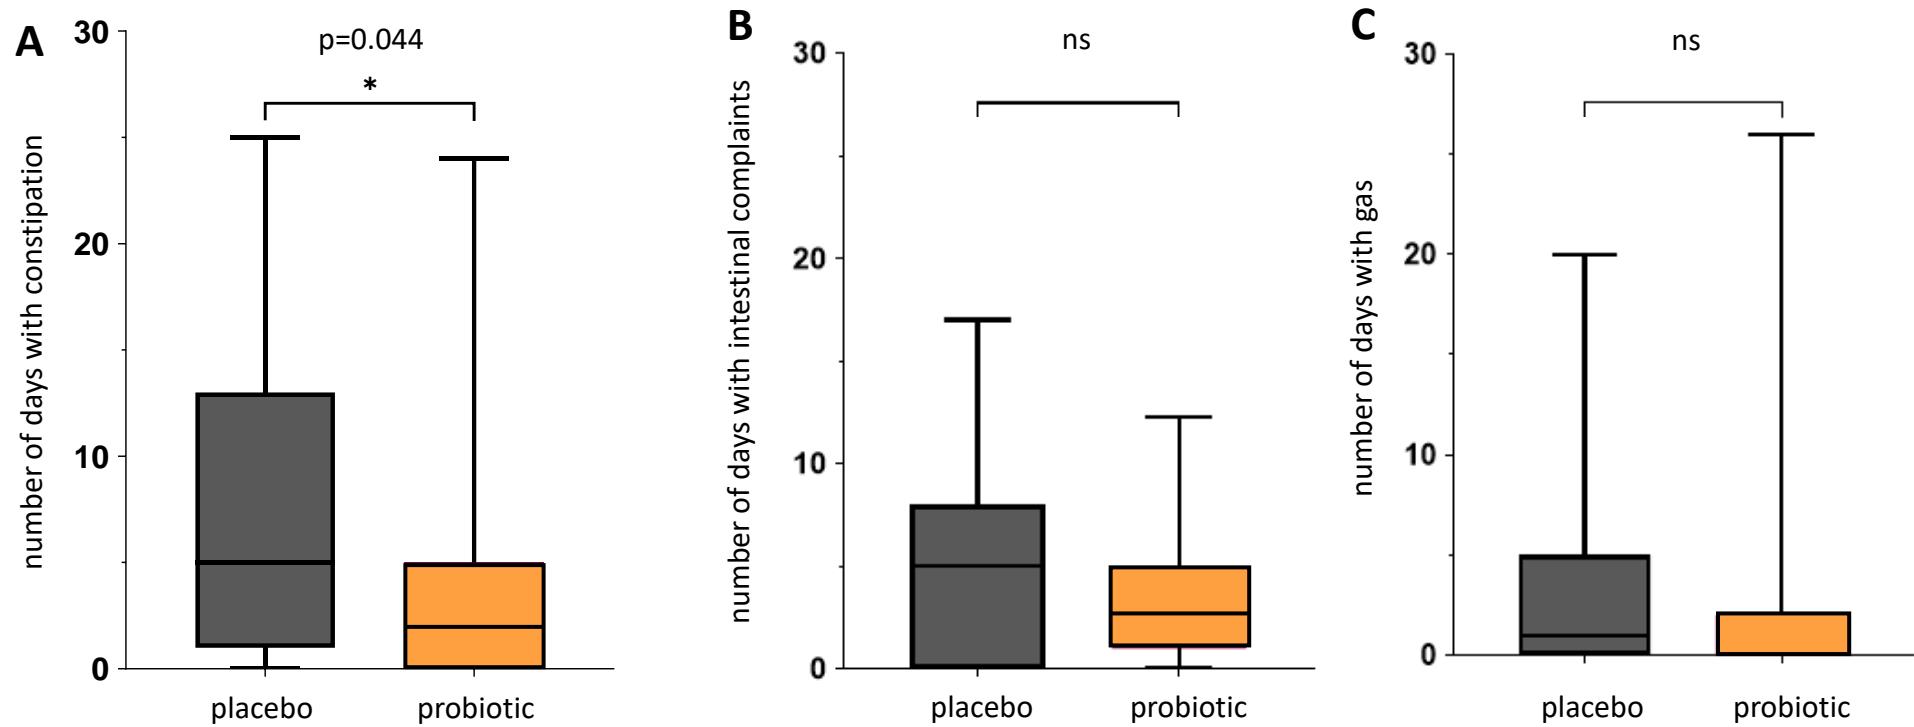 A
number of days with constipation
30
20
10
0
p=0.044
*
placebo
probiotic
B
number of days with intestinal complaints
30
20
10
0
ns
placebo
probiotic
C
number of days with gas
30
20
10
0
ns
placebo
probiotic